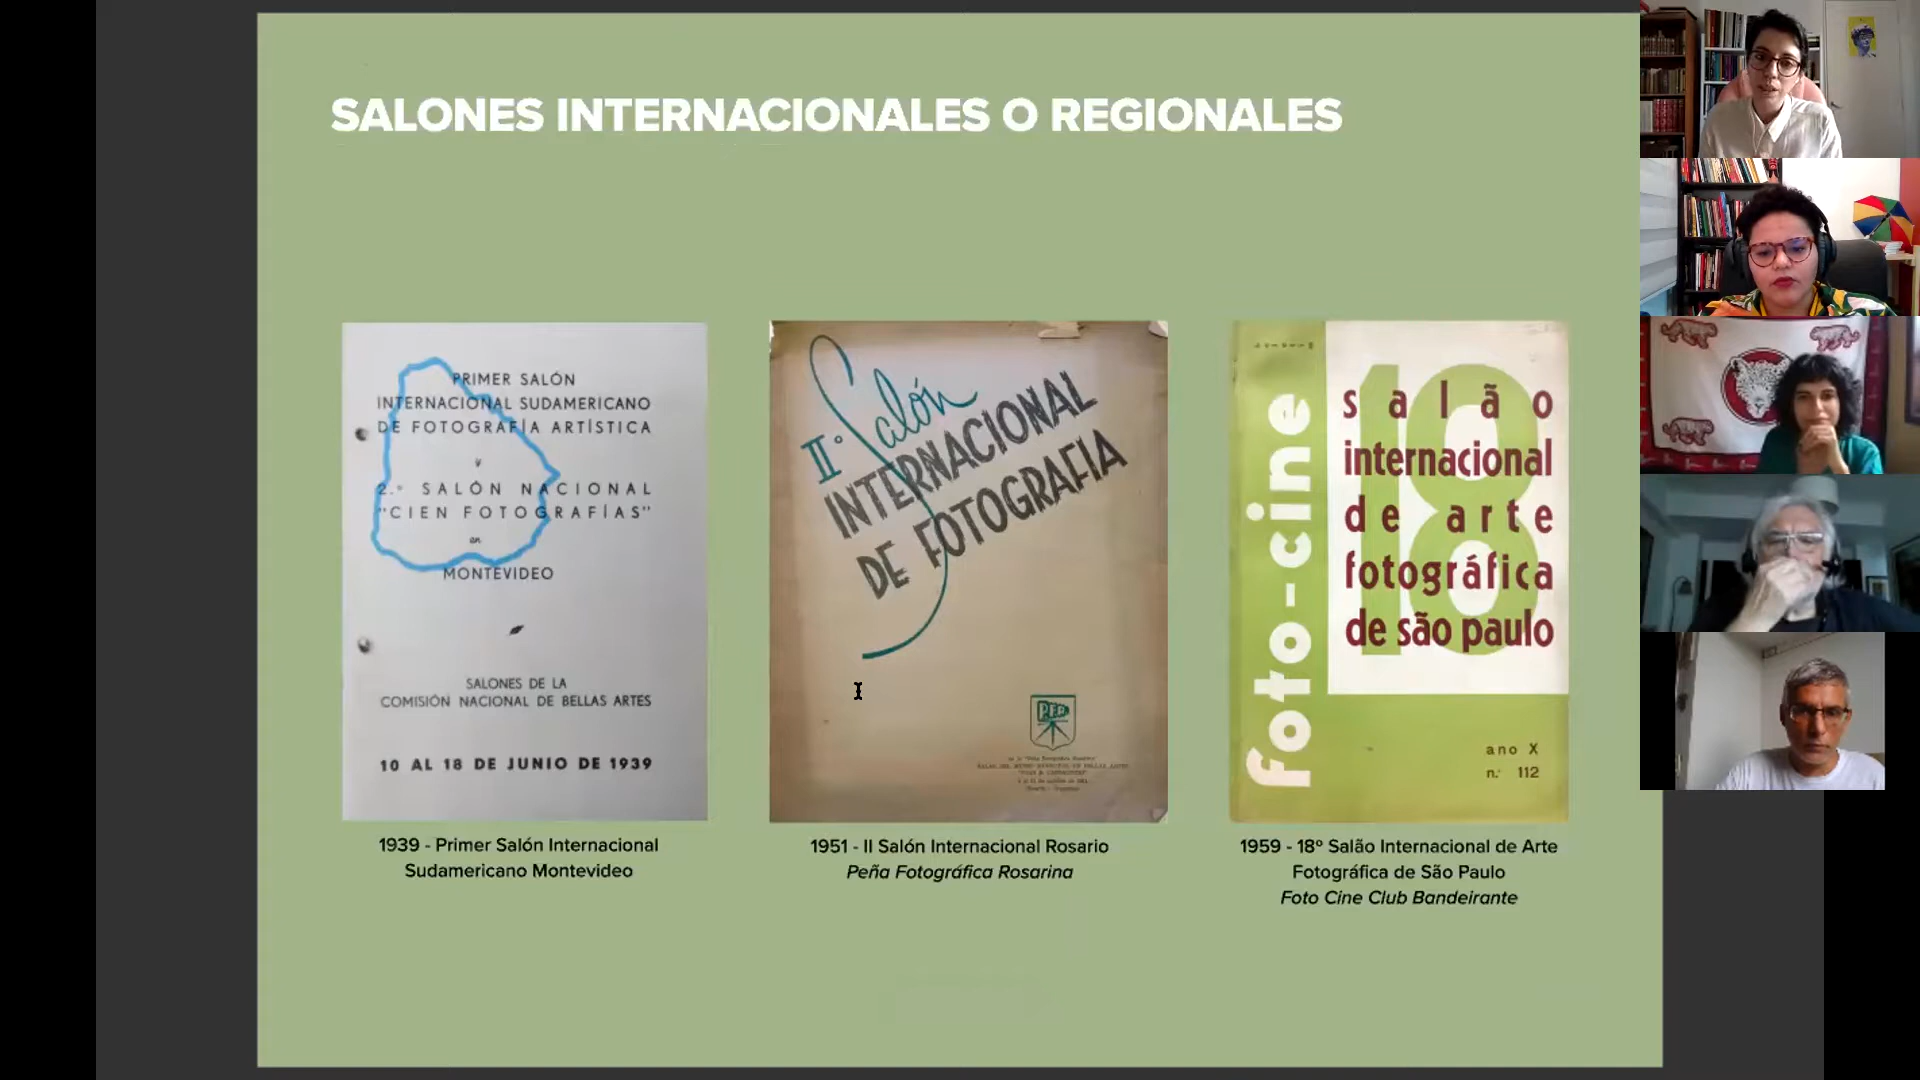 SALONES INTERNACIONALES O REGIONALES
PRIMER SALÓN
INTERNACIONAL SUDAMERICANO
DE FOTOGRAFÍA ARTÍSTICA
y
2.º SALÓN NACIONAL
"CIEN FOTOGRAFÍAS"
en
MONTEVIDEO
SALONES DE LA
COMISIÓN NACIONAL DE BELLAS ARTES
10 AL 18 DE JUNIO DE 1939
1939 - Primer Salón Internacional
Sudamericano Montevideo
II º Salón
INTERNACIONAL
DE FOTOGRAFIA
PFR
1951 - II Salón Internacional Rosario
Peña Fotográfica Rosarina
foto-cine
18
salão
internacional
de arte
fotográfica
de são paulo
ano X
n.º 112
1959 - 18º Salão Internacional de Arte
Fotográfica de São Paulo
Foto Cine Club Bandeirante